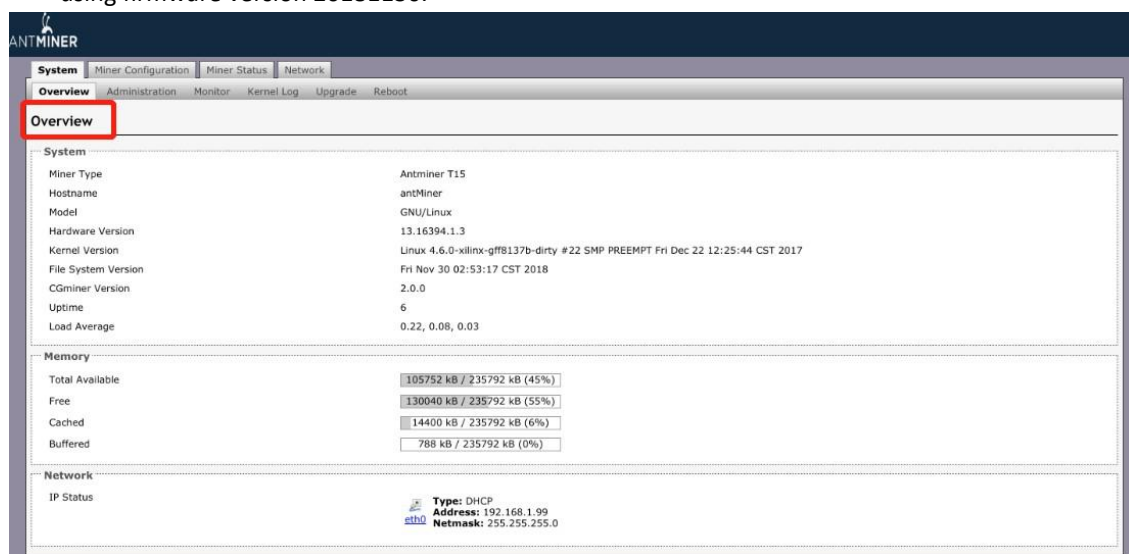 using firmware version 20181130.
ANTMINER
System Miner Configuration Miner Status Network
Overview Administration Monitor Kernel Log Upgrade Reboot
Overview
System
Miner Type Antminer T15
Hostname antMiner
Model GNU/Linux
Hardware Version 13.16394.1.3
Kernel Version Linux 4.6.0-xilinx-gff8137b-dirty #22 SMP PREEMPT Fri Dec 22 12:25:44 CST 2017
File System Version Fri Nov 30 02:53:17 CST 2018
CGminer Version 2.0.0
Uptime 6
Load Average 0.22, 0.08, 0.03
Memory
Total Available 105752 kB / 235792 kB (45%)
Free 130040 kB / 235792 kB (55%)
Cached 14400 kB / 235792 kB (6%)
Buffered 788 kB / 235792 kB (0%)
Network
IP Status
Type: DHCP
Address: 192.168.1.99
eth0 Netmask: 255.255.255.0